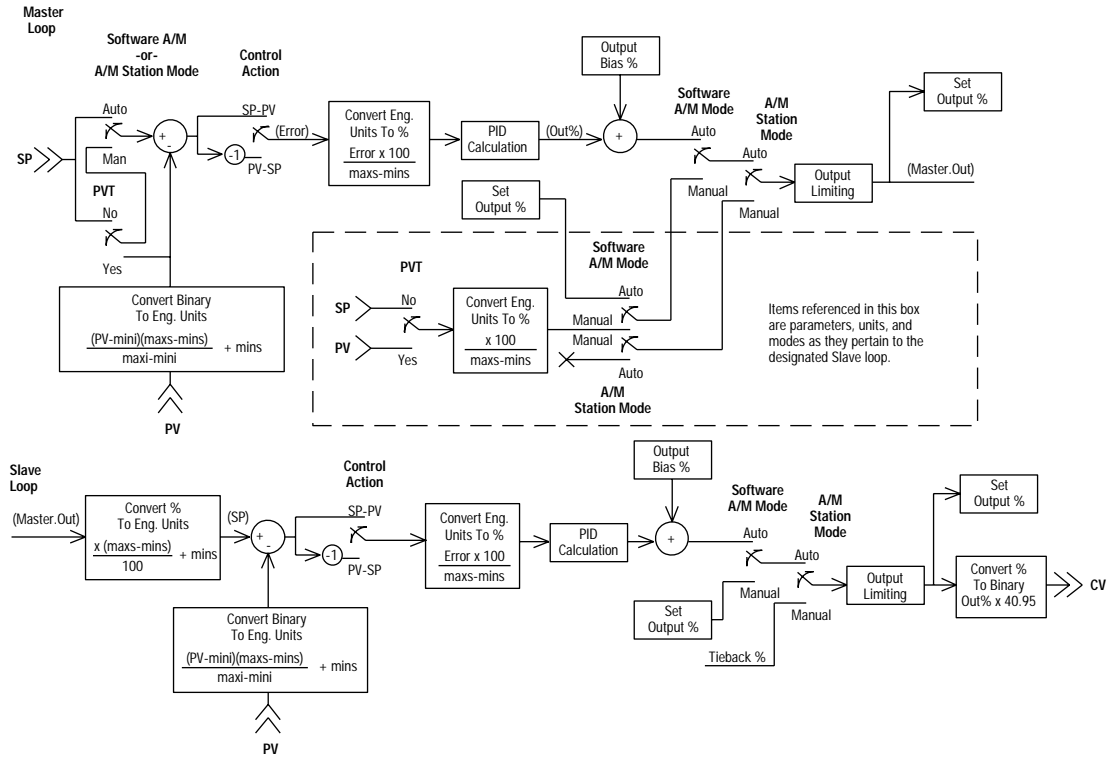 Master
Loop
Software A/M
-or-
A/M Station Mode
Control
Action
Output
Bias %
Software
A/M Mode
A/M
Station
Mode
Set
Output %
SP
Auto
Man
PVT
No
Yes
+
-
SP-PV
-1
PV-SP
(Error)
Convert Eng.
Units To %
Error x 100
maxs-mins
PID
Calculation
(Out%)
+
Auto
Manual
Auto
Manual
Output
Limiting
(Master.Out)
Set
Output %
Convert Binary
To Eng. Units
(PV-mini)(maxs-mins)
maxi-mini
+ mins
PV
PVT
SP
No
PV
Yes
Convert Eng.
Units To %
x 100
maxs-mins
Software
A/M Mode
Auto
Manual
Manual
Auto
A/M
Station Mode
Items referenced in this box
are parameters, units, and
modes as they pertain to the
designated Slave loop.
Slave
Loop
(Master.Out)
Convert %
To Eng. Units
x (maxs-mins)
100
+ mins
(SP)
+
-
Control
Action
SP-PV
-1
PV-SP
Convert Eng.
Units To %
Error x 100
maxs-mins
PID
Calculation
Output
Bias %
+
Software
A/M Mode
A/M
Station
Mode
Auto
Manual
Auto
Manual
Set
Output %
Tieback %
Output
Limiting
Set
Output %
Convert %
To Binary
Out% x 40.95
CV
Convert Binary
To Eng. Units
(PV-mini)(maxs-mins)
maxi-mini
+ mins
PV